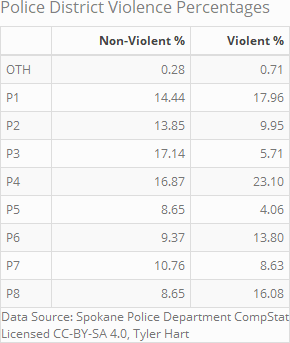 Police District Violence Percentages
Non-Violent % Violent %
OTH 0.28 0.71
P1 14.44 17.96
P2 13.85 9.95
P3 17.14 5.71
P4 16.87 23.10
P5 8.65 4.06
P6 9.37 13.80
P7 10.76 8.63
P8 8.65 16.08
Data Source: Spokane Police Department CompStat
Licensed CC-BY-SA 4.0, Tyler Hart